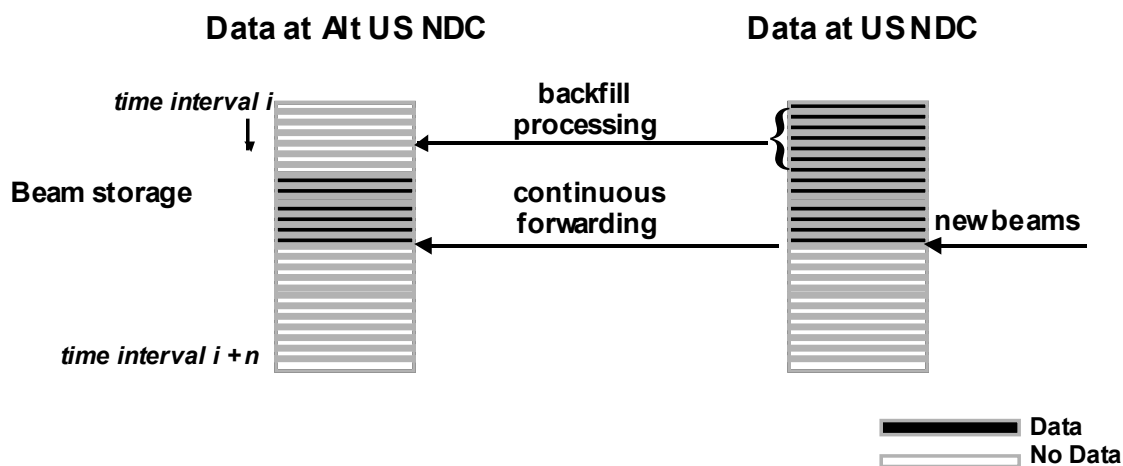 Data at Alt US NDC
Data at US NDC
time interval i
backfill
processing
Beam storage
continuous
forwarding
new beams
time interval i + n
Data
No Data